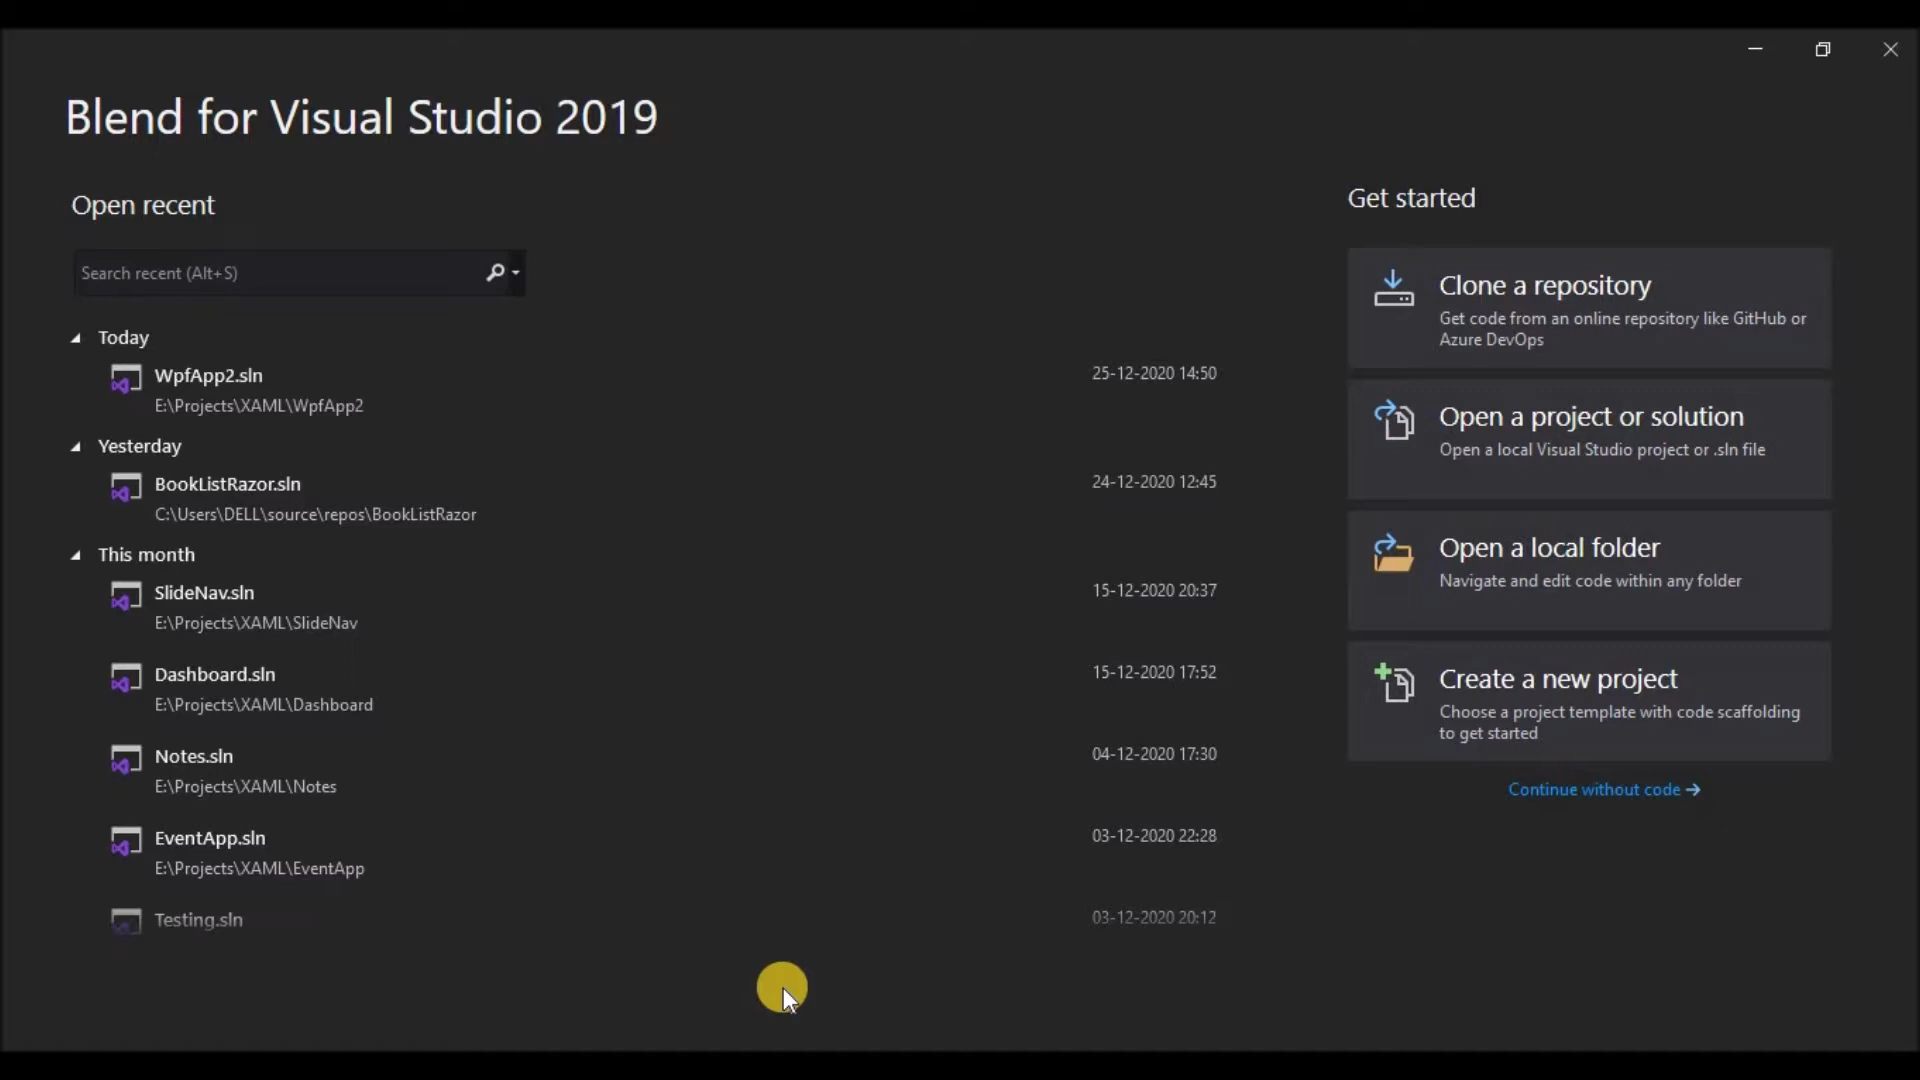 Blend for Visual Studio 2019
Open recent
Search recent (Alt+S)
Today
WpfApp2.sln
25-12-2020 14:50
E:\Projects\XAML\WpfApp2
Yesterday
BookListRazor.sln
24-12-2020 12:45
C:\Users\DELL\source\repos\BookListRazor
This month
SlideNav.sln
15-12-2020 20:37
E:\Projects\XAML\SlideNav
Dashboard.sln
15-12-2020 17:52
E:\Projects\XAML\Dashboard
Notes.sln
04-12-2020 17:30
E:\Projects\XAML\Notes
EventApp.sln
03-12-2020 22:28
E:\Projects\XAML\EventApp
Testing.sln
03-12-2020 20:12
Get started
Clone a repository
Get code from an online repository like GitHub or
Azure DevOps
Open a project or solution
Open a local Visual Studio project or .sln file
Open a local folder
Navigate and edit code within any folder
Create a new project
Choose a project template with code scaffolding
to get started
Continue without code →